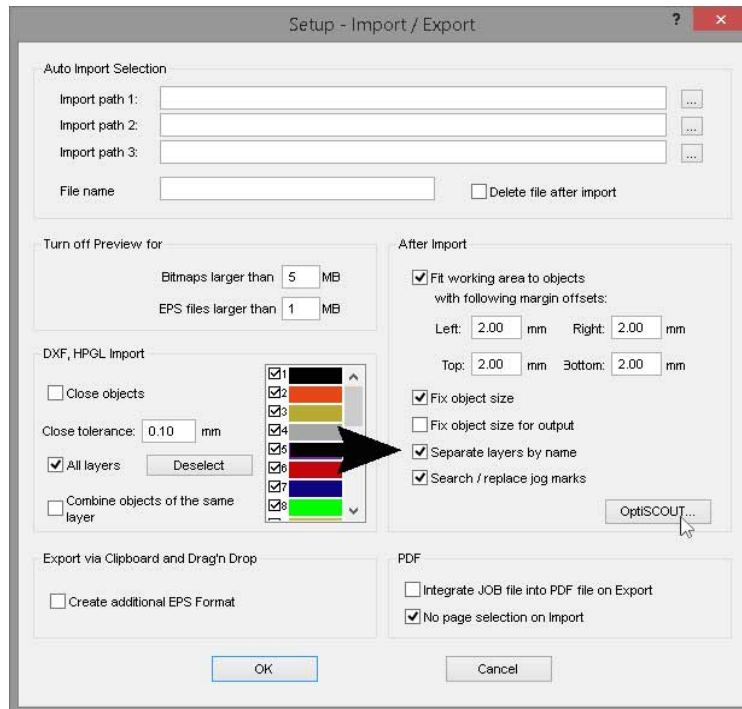 Setup - Import / Export
?
×
Auto Import Selection
Import path 1:
...
Import path 2:
...
Import path 3:
...
File name
Delete file after import
Turn off Preview for
Bitmaps larger than 5 MB
EPS files larger than 1 MB
DXF, HPGL Import
Close objects
Close tolerance: 0.10 mm
All layers Deselect
Combine objects of the same
layer
1
2
3
4
5
6
7
8
After Import
Fit working area to objects
with following margin offsets:
Left: 2.00 mm Right: 2.00 mm
Top: 2.00 mm Bottom: 2.00 mm
Fix object size
Fix object size for output
Separate layers by name
Search / replace jog marks
OptiSCOUT...
Export via Clipboard and Drag'n Drop
Create additional EPS Format
PDF
Integrate JOB file into PDF file on Export
No page selection on Import
OK
Cancel